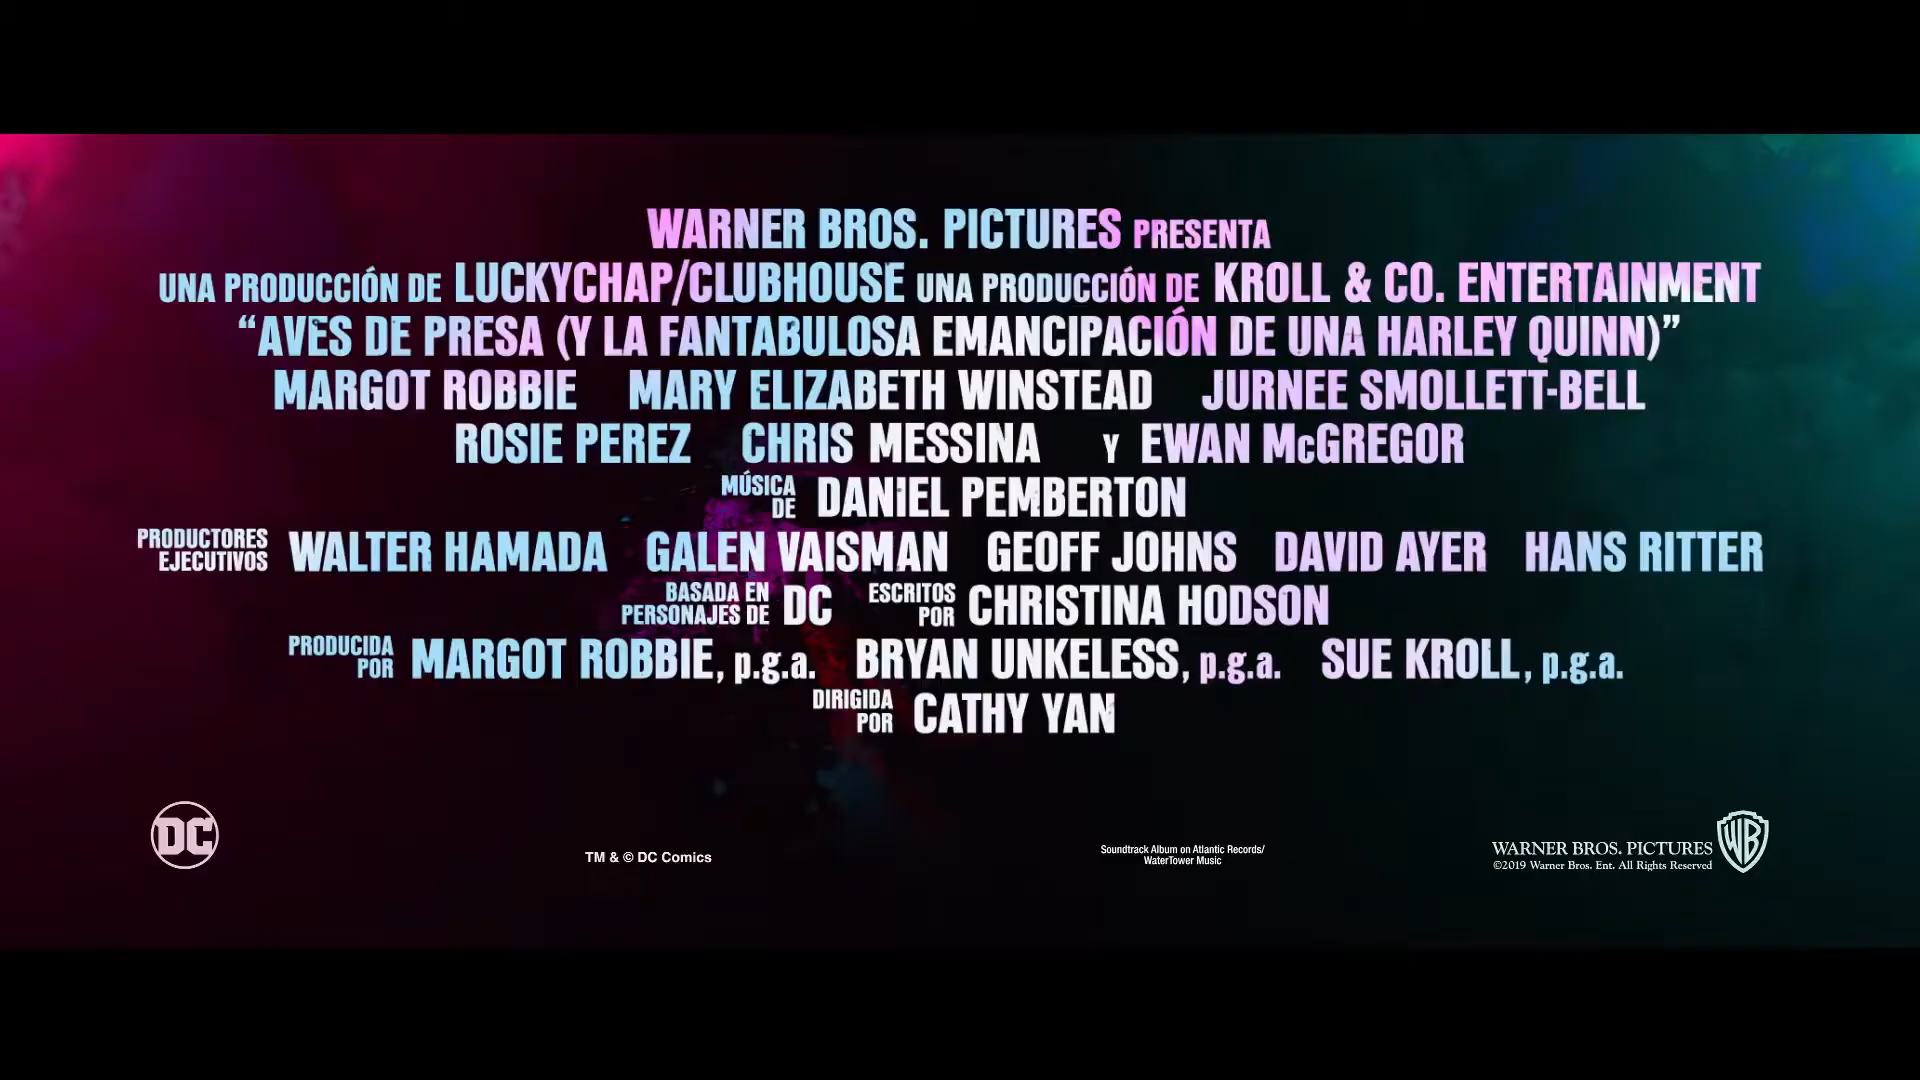 WARNER BROS. PICTURES PRESENTA
UNA PRODUCCIÓN DE LUCKYCHAP/CLUBHOUSE UNA PRODUCCIÓN DE KROLL & CO. ENTERTAINMENT
“AVES DE PRESA (Y LA FANTABULOSA EMANCIPACIÓN DE UNA HARLEY QUINN)”
MARGOT ROBBIE MARY ELIZABETH WINSTEAD JURNEE SMOLLETT-BELL
ROSIE PEREZ CHRIS MESSINA Y EWAN McGREGOR
MÚSICA DE DANIEL PEMBERTON
PRODUCTORES EJECUTIVOS WALTER HAMADA GALEN VAISMAN GEOFF JOHNS DAVID AYER HANS RITTER
BASADA EN PERSONAJES DE DC ESCRITOS POR CHRISTINA HODSON
PRODUCIDA POR MARGOT ROBBIE, p.g.a. BRYAN UNKELESS, p.g.a. SUE KROLL, p.g.a.
DIRIGIDA POR CATHY YAN
DC
TM & © DC Comics
Soundtrack Album on Atlantic Records/
WaterTower Music
WARNER BROS. PICTURES
©2019 Warner Bros. Ent. All Rights Reserved
WB